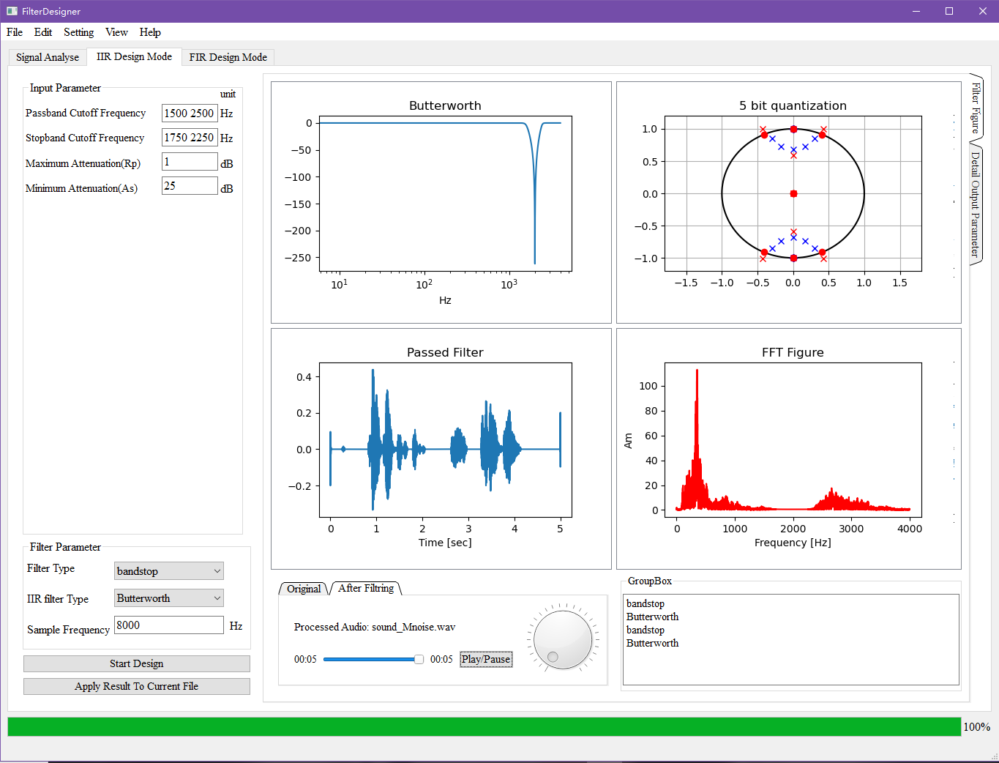 FilterDesigner
File Edit Setting View Help
Signal Analyse IIR Design Mode FIR Design Mode
Input Parameter
unit
Passband Cutoff Frequency 1500 2500 Hz
Stopband Cutoff Frequency 1750 2250 Hz
Maximum Attenuation(Rp) 1 dB
Minimum Attenuation(As) 25 dB
Filter Parameter
Filter Type bandstop
IIR filter Type Butterworth
Sample Frequency 8000 Hz
Start Design
Apply Result To Current File
Butterworth
0
−50
−100
−150
−200
−250
10¹ 10² 10³
Hz
5 bit quantization
1.0
0.5
0.0
−0.5
−1.0
−1.5 −1.0 −0.5 0.0 0.5 1.0 1.5
Filter Figure
Detail Output Parameter
Passed Filter
0.4
0.2
0.0
−0.2
0 1 2 3 4 5
Time [sec]
FFT Figure
Am
100
80
60
40
20
0
0 1000 2000 3000 4000
Frequency [Hz]
Original After Filtring
Processed Audio: sound_Mnoise.wav
00:05 00:05 Play/Pause
GroupBox
bandstop
Butterworth
bandstop
Butterworth
100%